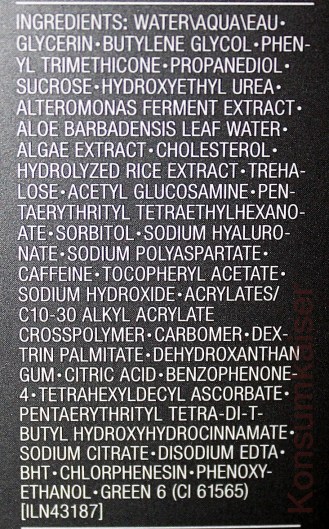 INGREDIENTS: WATER\AQUA\EAU•
GLYCERIN•BUTYLENE GLYCOL•PHEN-
YL TRIMETHICONE•PROPANEDIOL•
SUCROSE•HYDROXYETHYL UREA•
ALTEROMONAS FERMENT EXTRACT•
ALOE BARBADENSIS LEAF WATER•
ALGAE EXTRACT•CHOLESTEROL•
HYDROLYZED RICE EXTRACT•TREHA-
LOSE•ACETYL GLUCOSAMINE•PEN-
TAERYTHRITYL TETRAETHYLHEXANO-
ATE•SORBITOL•SODIUM HYALURO-
NATE•SODIUM POLYASPARTATE•
CAFFEINE•TOCOPHERYL ACETATE•
SODIUM HYDROXIDE•ACRYLATES/
C10-30 ALKYL ACRYLATE
CROSSPOLYMER•CARBOMER•DEX-
TRIN PALMITATE•DEHYDROXANTHAN
GUM•CITRIC ACID•BENZOPHENONE-
4•TETRAHEXYLDECYL ASCORBATE•
PENTAERYTHRITYL TETRA-DI-T-
BUTYL HYDROXYHYDROCINNAMATE•
SODIUM CITRATE•DISODIUM EDTA•
BHT•CHLORPHENESIN•PHENOXY-
ETHANOL•GREEN 6 (CI 61565)
[ILN43187]
Konsumkaiser